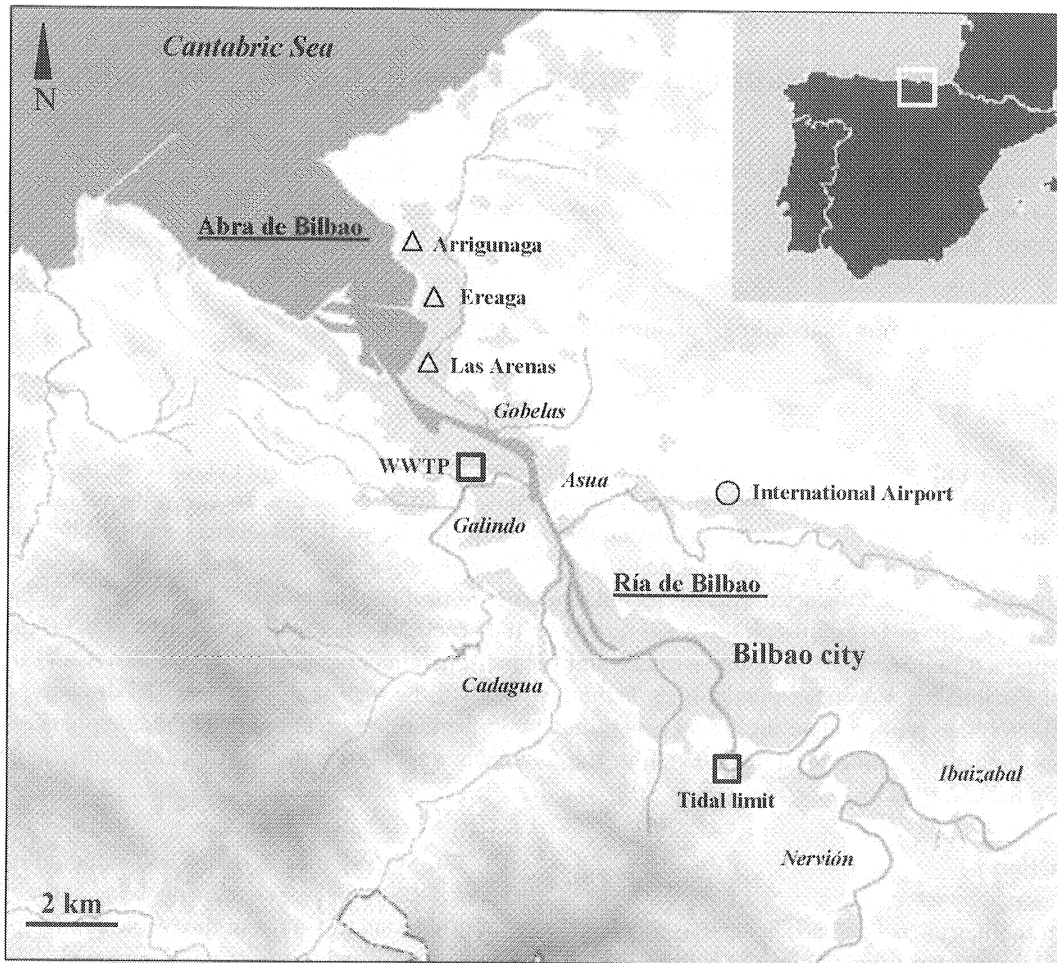 Cantabric Sea
N
Abra de Bilbao
Arrigunaga
Ereaga
Las Arenas
Gobelas
WWTP
Asua
International Airport
Galindo
Ría de Bilbao
Bilbao city
Cadagua
Ibaizabal
Tidal limit
Nervión
2 km